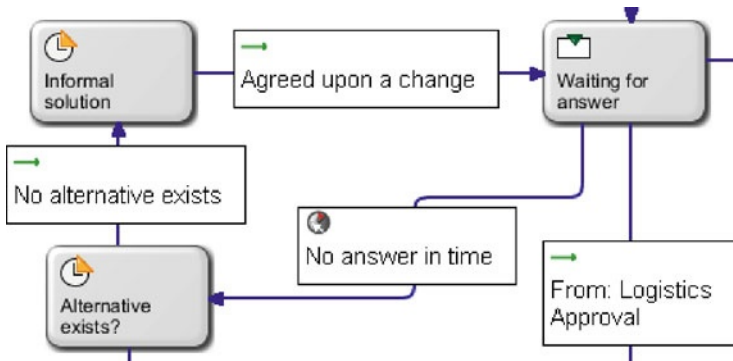 Informal
solution
Agreed upon a change
Waiting for
answer
No alternative exists
No answer in time
Alternative
exists?
From: Logistics
Approval